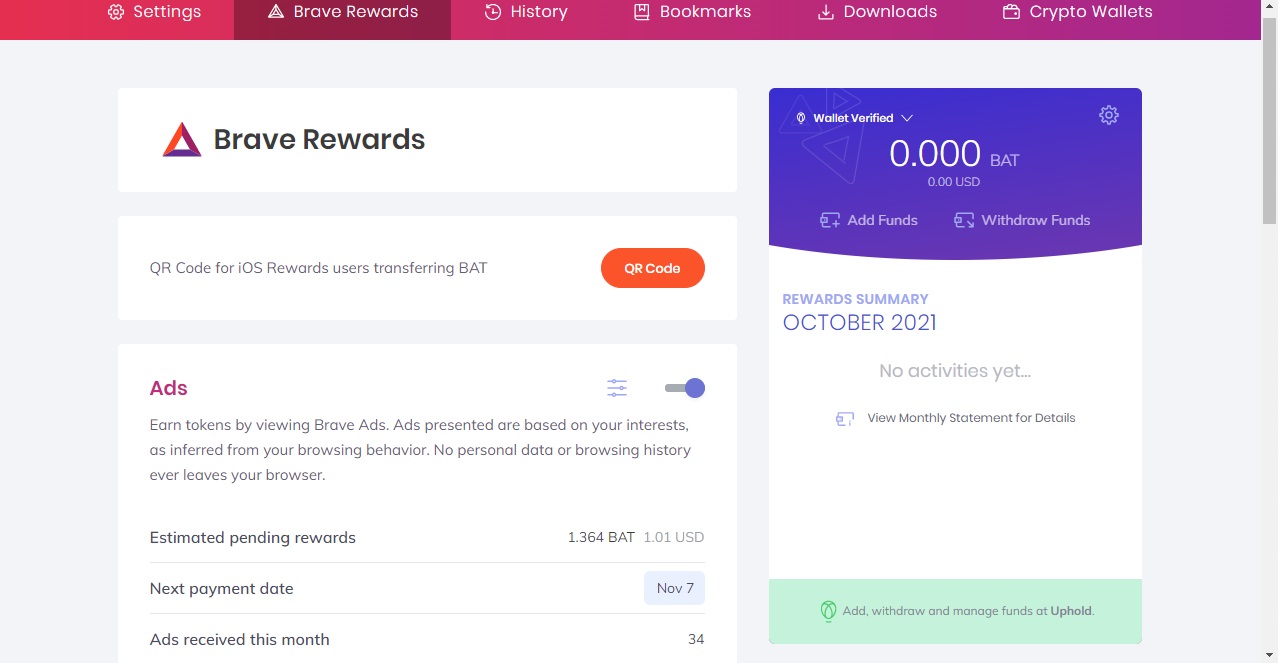 Settings
Brave Rewards
History
Bookmarks
Downloads
Crypto Wallets
Brave Rewards
QR Code for iOS Rewards users transferring BAT
QR Code
Ads
Earn tokens by viewing Brave Ads. Ads presented are based on your interests,
as inferred from your browsing behavior. No personal data or browsing history
ever leaves your browser.
Estimated pending rewards 1.364 BAT 1.01 USD
Next payment date Nov 7
Ads received this month 34
Wallet Verified
0.000 BAT
0.00 USD
Add Funds Withdraw Funds
REWARDS SUMMARY
OCTOBER 2021
No activities yet...
View Monthly Statement for Details
Add, withdraw and manage funds at Uphold.